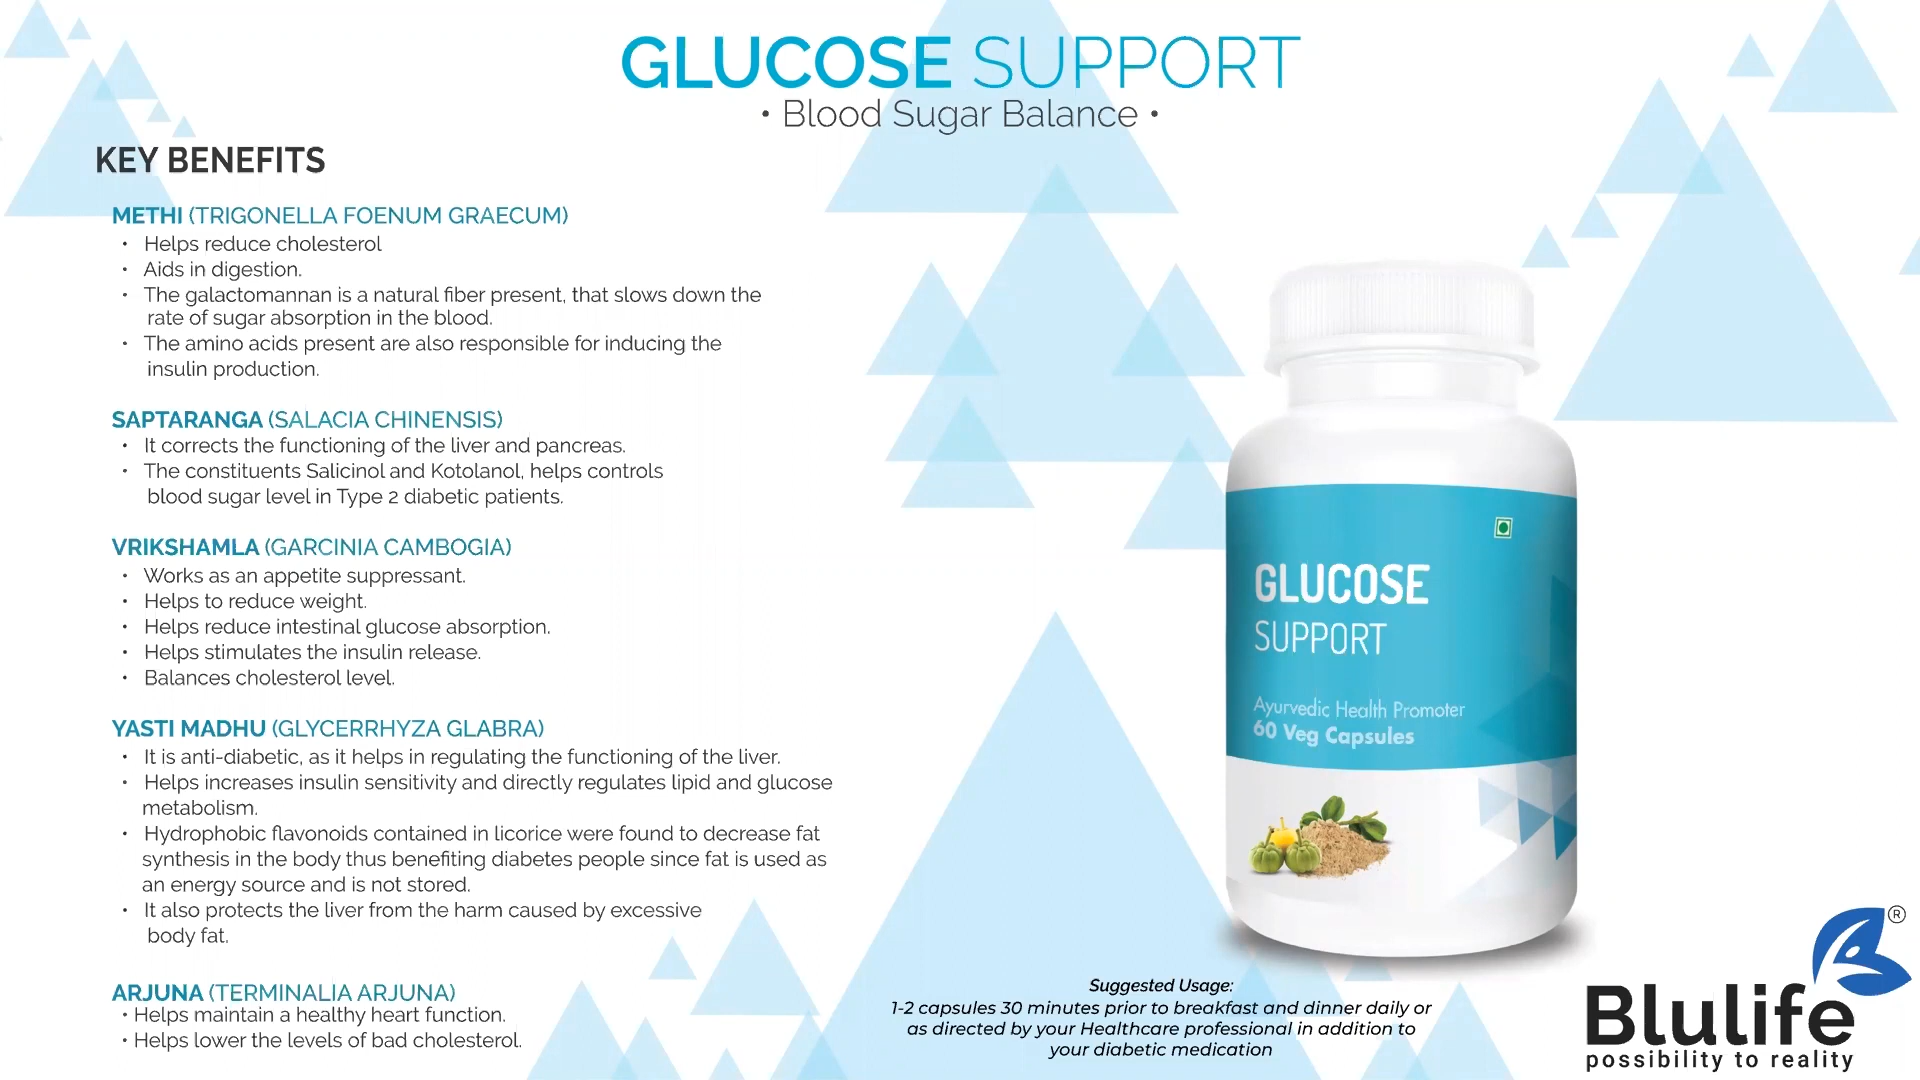 GLUCOSE SUPPORT
• Blood Sugar Balance •
KEY BENEFITS
METHI (TRIGONELLA FOENUM GRAECUM)
• Helps reduce cholesterol
• Aids in digestion.
• The galactomannan is a natural fiber present, that slows down the
rate of sugar absorption in the blood.
• The amino acids present are also responsible for inducing the
insulin production.
SAPTARANGA (SALACIA CHINENSIS)
• It corrects the functioning of the liver and pancreas.
• The constituents Salicinol and Kotolanol, helps controls
blood sugar level in Type 2 diabetic patients.
VRIKSHAMLA (GARCINIA CAMBOGIA)
• Works as an appetite suppressant.
• Helps to reduce weight.
• Helps reduce intestinal glucose absorption.
• Helps stimulates the insulin release.
• Balances cholesterol level.
YASTI MADHU (GLYCERRHYZA GLABRA)
• It is anti-diabetic, as it helps in regulating the functioning of the liver.
• Helps increases insulin sensitivity and directly regulates lipid and glucose
metabolism.
• Hydrophobic flavonoids contained in licorice were found to decrease fat
synthesis in the body thus benefiting diabetes people since fat is used as
an energy source and is not stored.
• It also protects the liver from the harm caused by excessive
body fat.
ARJUNA (TERMINALIA ARJUNA)
• Helps maintain a healthy heart function.
• Helps lower the levels of bad cholesterol.
GLUCOSE
SUPPORT
Ayurvedic Health Promoter
60 Veg Capsules
Suggested Usage:
1-2 capsules 30 minutes prior to breakfast and dinner daily or
as directed by your Healthcare professional in addition to
your diabetic medication
®
Blulife
possibility to reality